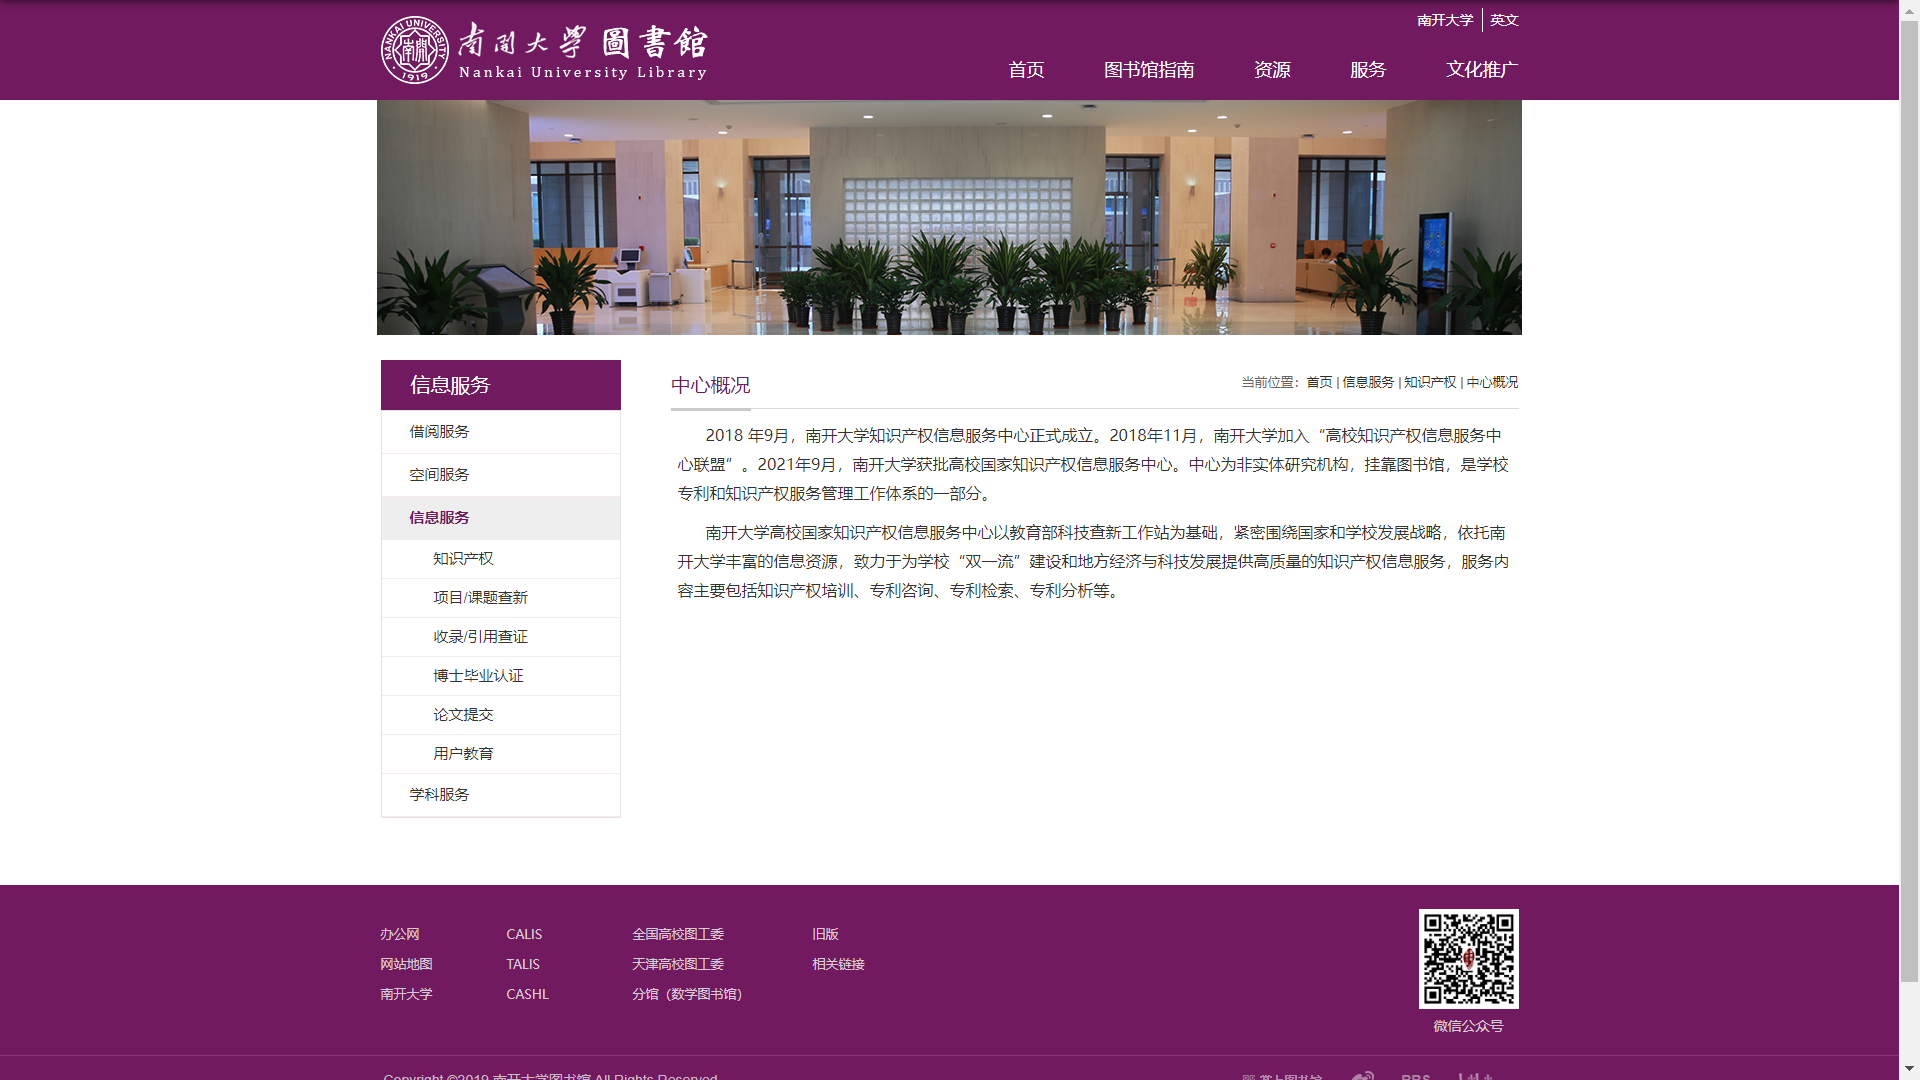 南开大学 英文
南開大學 圖書館
Nankai University Library
NANKAI UNIVERSITY
南開
1919
首页 图书馆指南 资源 服务 文化推广
信息服务
借阅服务
空间服务
信息服务
知识产权
项目/课题查新
收录/引用查证
博士毕业认证
论文提交
用户教育
学科服务
中心概况
当前位置： 首页 | 信息服务 | 知识产权 | 中心概况
2018 年9月，南开大学知识产权信息服务中心正式成立。2018年11月，南开大学加入“高校知识产权信息服务中
心联盟”。2021年9月，南开大学获批高校国家知识产权信息服务中心。中心为非实体研究机构，挂靠图书馆，是学校
专利和知识产权服务管理工作体系的一部分。
南开大学高校国家知识产权信息服务中心以教育部科技查新工作站为基础，紧密围绕国家和学校发展战略，依托南
开大学丰富的信息资源，致力于为学校“双一流”建设和地方经济与科技发展提供高质量的知识产权信息服务，服务内
容主要包括知识产权培训、专利咨询、专利检索、专利分析等。
办公网 CALIS 全国高校图工委 旧版
网站地图 TALIS 天津高校图工委 相关链接
南开大学 CASHL 分馆（数学图书馆）
微信公众号
Copyright ©2019 南开大学图书馆 All Rights Reserved
掌上图书馆 BBS